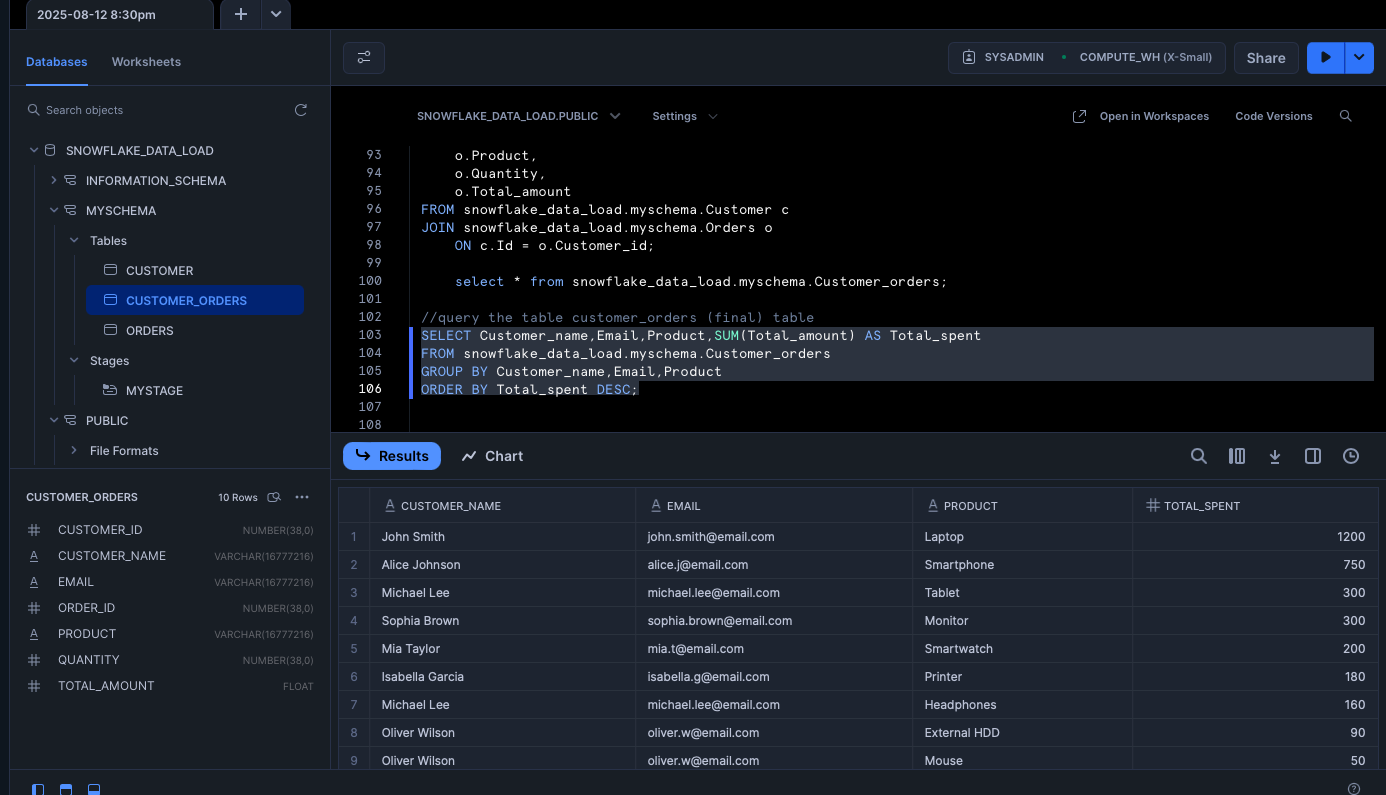 2025-08-12 8:30pm
Databases Worksheets
Search objects
SNOWFLAKE_DATA_LOAD
INFORMATION_SCHEMA
MYSCHEMA
Tables
CUSTOMER
CUSTOMER_ORDERS
ORDERS
Stages
MYSTAGE
PUBLIC
File Formats
CUSTOMER_ORDERS 10 Rows
CUSTOMER_ID NUMBER(38,0)
CUSTOMER_NAME VARCHAR(16777216)
EMAIL VARCHAR(16777216)
ORDER_ID NUMBER(38,0)
PRODUCT VARCHAR(16777216)
QUANTITY NUMBER(38,0)
TOTAL_AMOUNT FLOAT
SYSADMIN COMPUTE_WH (X-Small) Share
SNOWFLAKE_DATA_LOAD.PUBLIC Settings Open in Workspaces Code Versions
93 o.Product,
94 o.Quantity,
95 o.Total_amount
96 FROM snowflake_data_load.myschema.Customer c
97 JOIN snowflake_data_load.myschema.Orders o
98 ON c.Id = o.Customer_id;
99
100 select * from snowflake_data_load.myschema.Customer_orders;
101
102 //query the table customer_orders (final) table
103 SELECT Customer_name,Email,Product,SUM(Total_amount) AS Total_spent
104 FROM snowflake_data_load.myschema.Customer_orders
105 GROUP BY Customer_name,Email,Product
106 ORDER BY Total_spent DESC;
107
108
Results Chart
CUSTOMER_NAME EMAIL PRODUCT TOTAL_SPENT
1 John Smith john.smith@email.com Laptop 1200
2 Alice Johnson alice.j@email.com Smartphone 750
3 Michael Lee michael.lee@email.com Tablet 300
4 Sophia Brown sophia.brown@email.com Monitor 300
5 Mia Taylor mia.t@email.com Smartwatch 200
6 Isabella Garcia isabella.g@email.com Printer 180
7 Michael Lee michael.lee@email.com Headphones 160
8 Oliver Wilson oliver.w@email.com External HDD 90
9 Oliver Wilson oliver.w@email.com Mouse 50